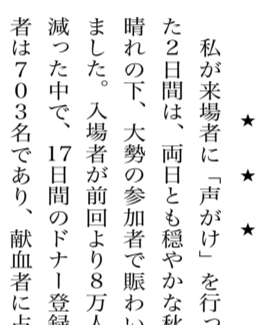 ★ ★ ★
私が来場者に「声がけ」を行っ
た２日間は、両日とも穏やかな秋
晴れの下、大勢の参加者で賑わい
ました。入場者が前回より８万人
減った中で、17日間のドナー登録
者は７０３名であり、献血者に占